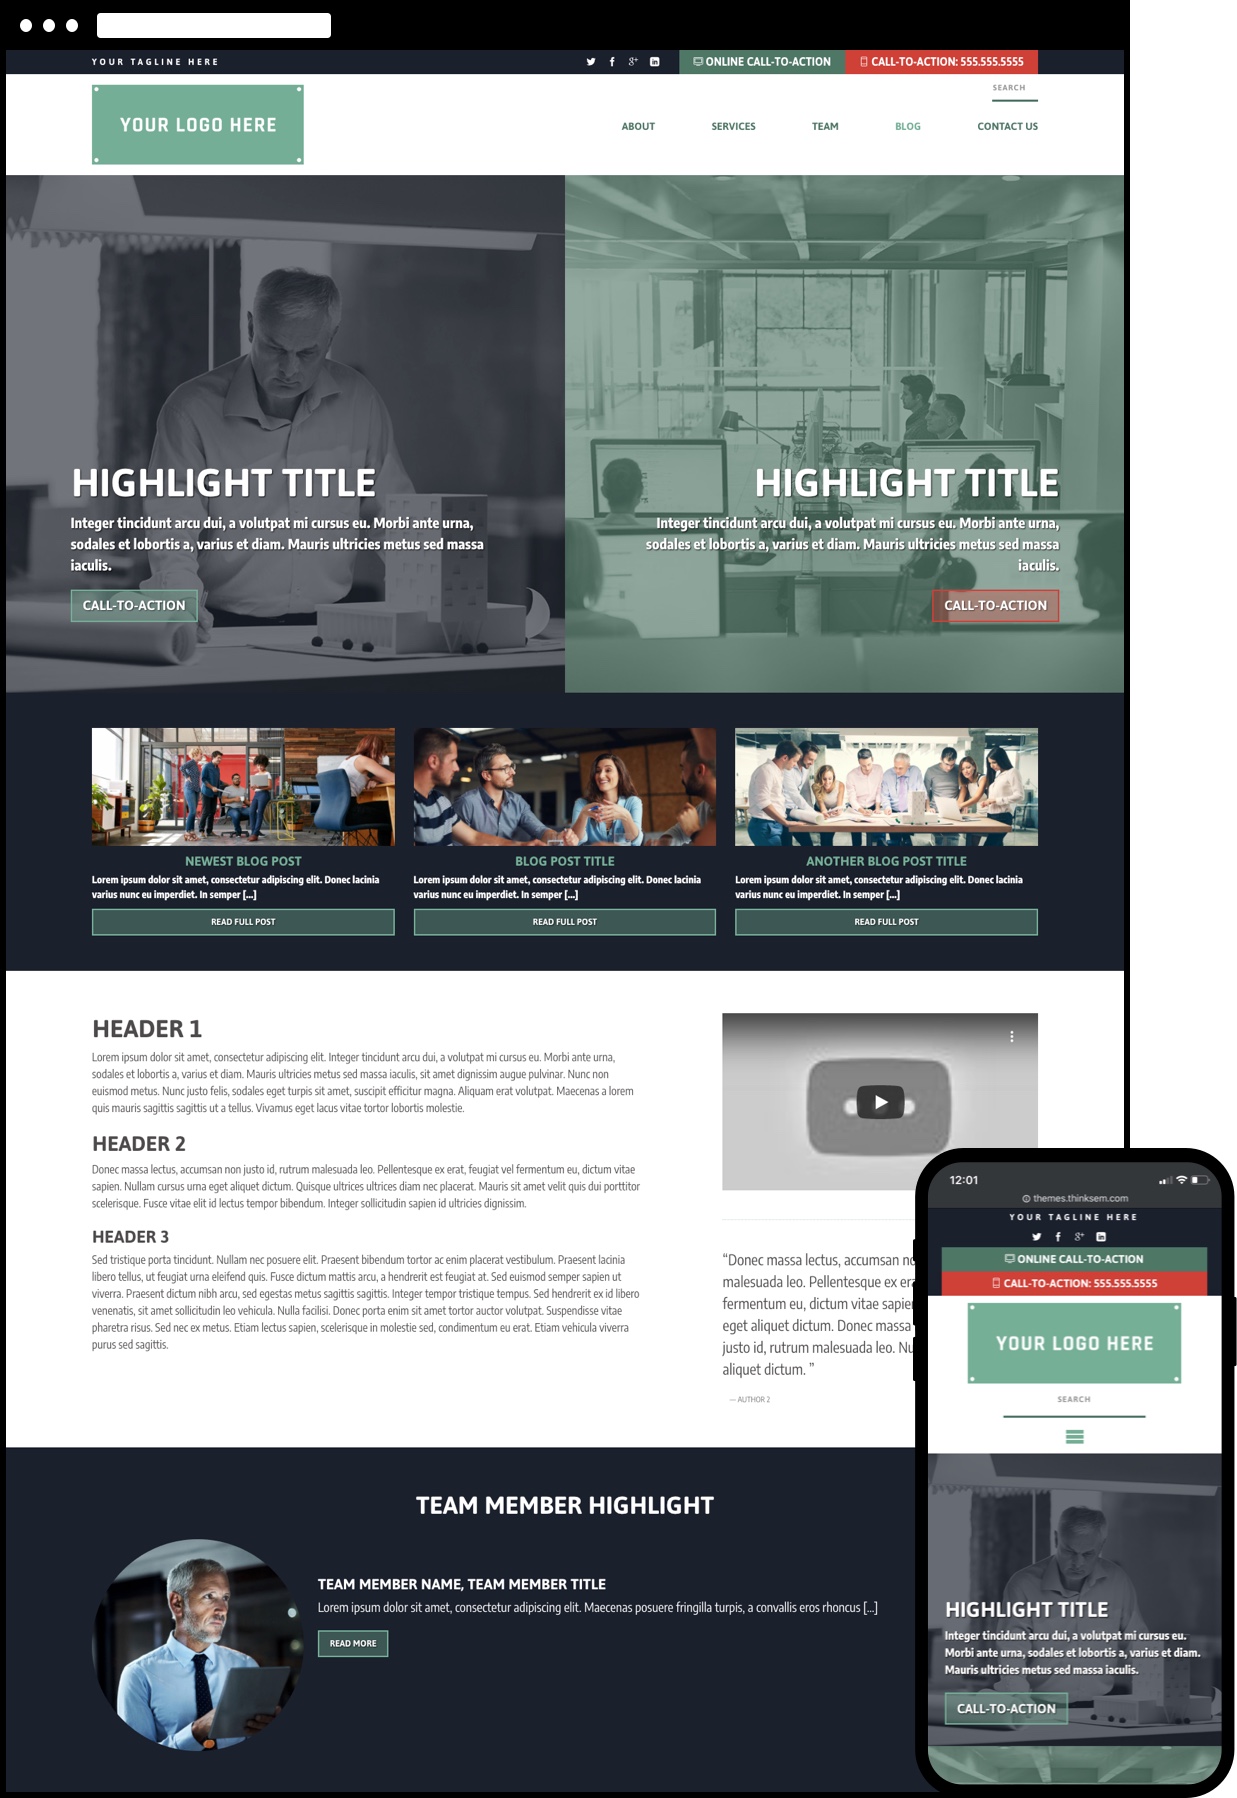 YOUR TAGLINE HERE
ONLINE CALL-TO-ACTION
CALL-TO-ACTION: 555.555.5555
SEARCH
YOUR LOGO HERE
ABOUT SERVICES TEAM BLOG CONTACT US
HIGHLIGHT TITLE
Integer tincidunt arcu dui, a volutpat mi cursus eu. Morbi ante urna,
sodales et lobortis a, varius et diam. Mauris ultricies metus sed massa
iaculis.
CALL-TO-ACTION
HIGHLIGHT TITLE
Integer tincidunt arcu dui, a volutpat mi cursus eu. Morbi ante urna,
sodales et lobortis a, varius et diam. Mauris ultricies metus sed massa
iaculis.
CALL-TO-ACTION
NEWEST BLOG POST
Lorem ipsum dolor sit amet, consectetur adipiscing elit. Donec lacinia
varius nunc eu imperdiet. In semper [...]
READ FULL POST
BLOG POST TITLE
Lorem ipsum dolor sit amet, consectetur adipiscing elit. Donec lacinia
varius nunc eu imperdiet. In semper [...]
READ FULL POST
ANOTHER BLOG POST TITLE
Lorem ipsum dolor sit amet, consectetur adipiscing elit. Donec lacinia
varius nunc eu imperdiet. In semper [...]
READ FULL POST
HEADER 1
Lorem ipsum dolor sit amet, consectetur adipiscing elit. Integer tincidunt arcu dui, a volutpat mi cursus eu. Morbi ante urna,
sodales et lobortis a, varius et diam. Mauris ultricies metus sed massa iaculis, sit amet dignissim augue pulvinar. Nunc non
euismod metus. Nunc justo felis, sodales eget turpis sit amet, suscipit efficitur magna. Aliquam erat volutpat. Maecenas a lorem
quis mauris sagittis sagittis ut a tellus. Vivamus eget lacus vitae tortor lobortis molestie.
HEADER 2
Donec massa lectus, accumsan non justo id, rutrum malesuada leo. Pellentesque ex erat, feugiat vel fermentum eu, dictum vitae
sapien. Nullam cursus urna eget aliquet dictum. Quisque ultrices ultrices diam nec placerat. Mauris sit amet velit quis dui porttitor
scelerisque. Fusce vitae elit id lectus tempor bibendum. Integer sollicitudin sapien id ultricies dignissim.
HEADER 3
Sed tristique porta tincidunt. Nullam nec posuere elit. Praesent bibendum tortor ac enim placerat vestibulum. Praesent lacinia
libero tellus, ut feugiat urna eleifend quis. Fusce dictum mattis arcu, a hendrerit est feugiat at. Sed euismod semper sapien ut
viverra. Praesent dictum nibh arcu, sed egestas metus sagittis sagittis. Integer tempor tristique tempus. Sed hendrerit ex id libero
venenatis, sit amet sollicitudin leo vehicula. Nulla facilisi. Donec porta enim sit amet tortor auctor volutpat. Suspendisse vitae
pharetra risus. Sed nec ex metus. Etiam lectus sapien, scelerisque in molestie sed, condimentum eu erat. Etiam vehicula viverra
purus sed sagittis.
“Donec massa lectus, accumsan no
malesuada leo. Pellentesque ex era
fermentum eu, dictum vitae sapien
eget aliquet dictum. Donec massa
justo id, rutrum malesuada leo. Nu
aliquet dictum. ”
— AUTHOR 2
TEAM MEMBER HIGHLIGHT
TEAM MEMBER NAME, TEAM MEMBER TITLE
Lorem ipsum dolor sit amet, consectetur adipiscing elit. Maecenas posuere fringilla turpis, a convallis eros rhoncus [...]
READ MORE
12:01
themes.thinksem.com
YOUR TAGLINE HERE
ONLINE CALL-TO-ACTION
CALL-TO-ACTION: 555.555.5555
YOUR LOGO HERE
SEARCH
HIGHLIGHT TITLE
Integer tincidunt arcu dui, a volutpat mi cursus eu.
Morbi ante urna, sodales et lobortis a, varius et diam.
Mauris ultricies metus sed massa iaculis.
CALL-TO-ACTION